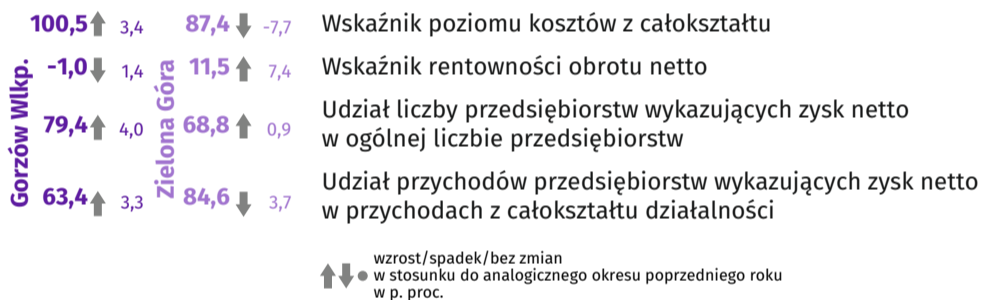 Gorzów Wlkp.
Zielona Góra
100,5 3,4 87,4 -7,7 Wskaźnik poziomu kosztów z całokształtu
-1,0 1,4 11,5 7,4 Wskaźnik rentowności obrotu netto
79,4 4,0 68,8 0,9 Udział liczby przedsiębiorstw wykazujących zysk netto
w ogólnej liczbie przedsiębiorstw
63,4 3,3 84,6 3,7 Udział przychodów przedsiębiorstw wykazujących zysk netto
w przychodach z całokształtu działalności
wzrost/spadek/bez zmian
w stosunku do analogicznego okresu poprzedniego roku
w p. proc.